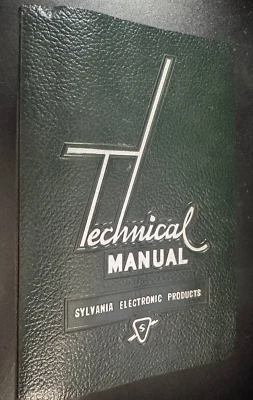 Technical
MANUAL
SYLVANIA ELECTRONIC PRODUCTS
S